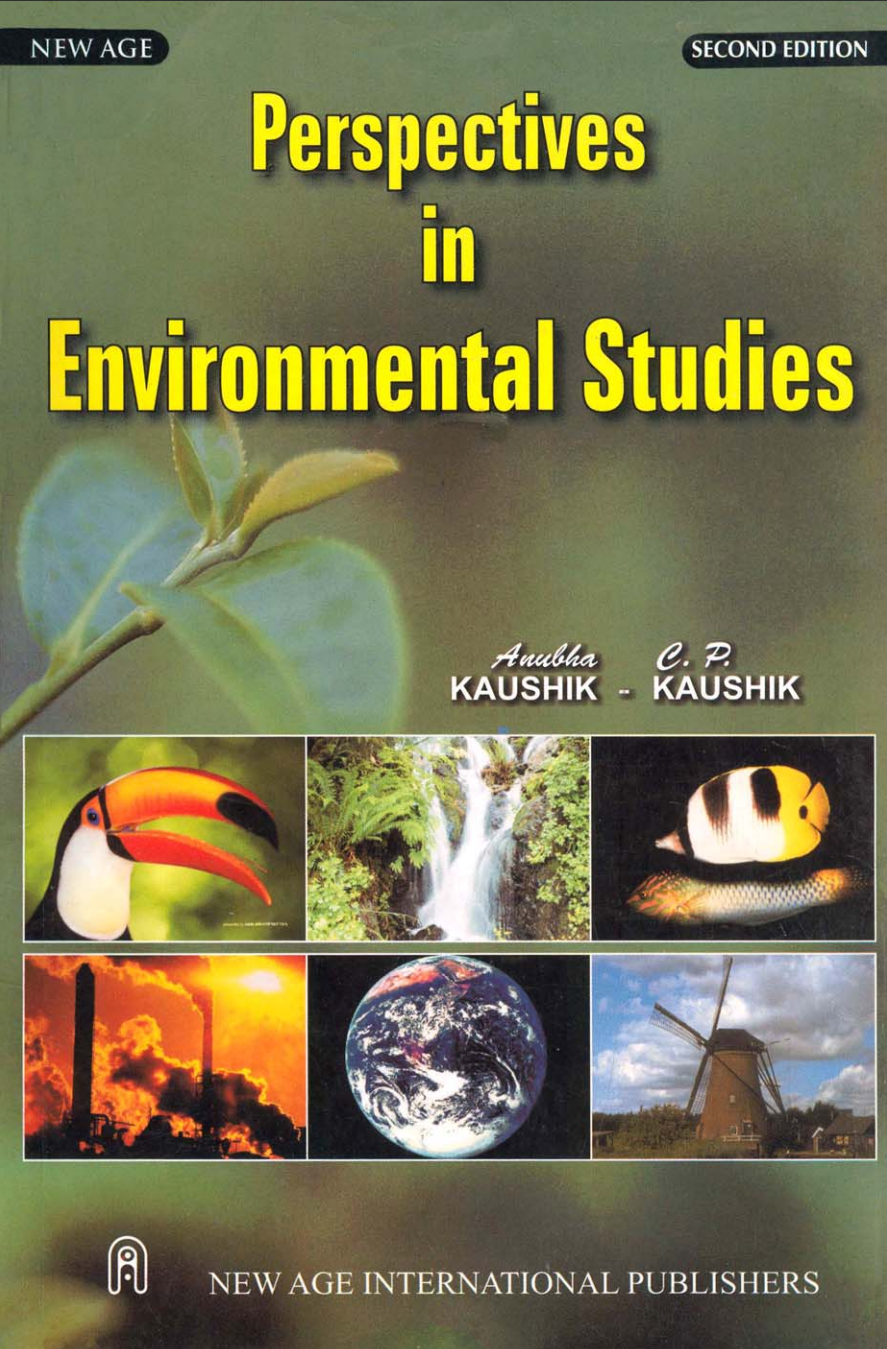 NEW AGE
SECOND EDITION
Perspectives
in
Environmental Studies
Anubha C. P.
KAUSHIK -- KAUSHIK
NEW AGE INTERNATIONAL PUBLISHERS